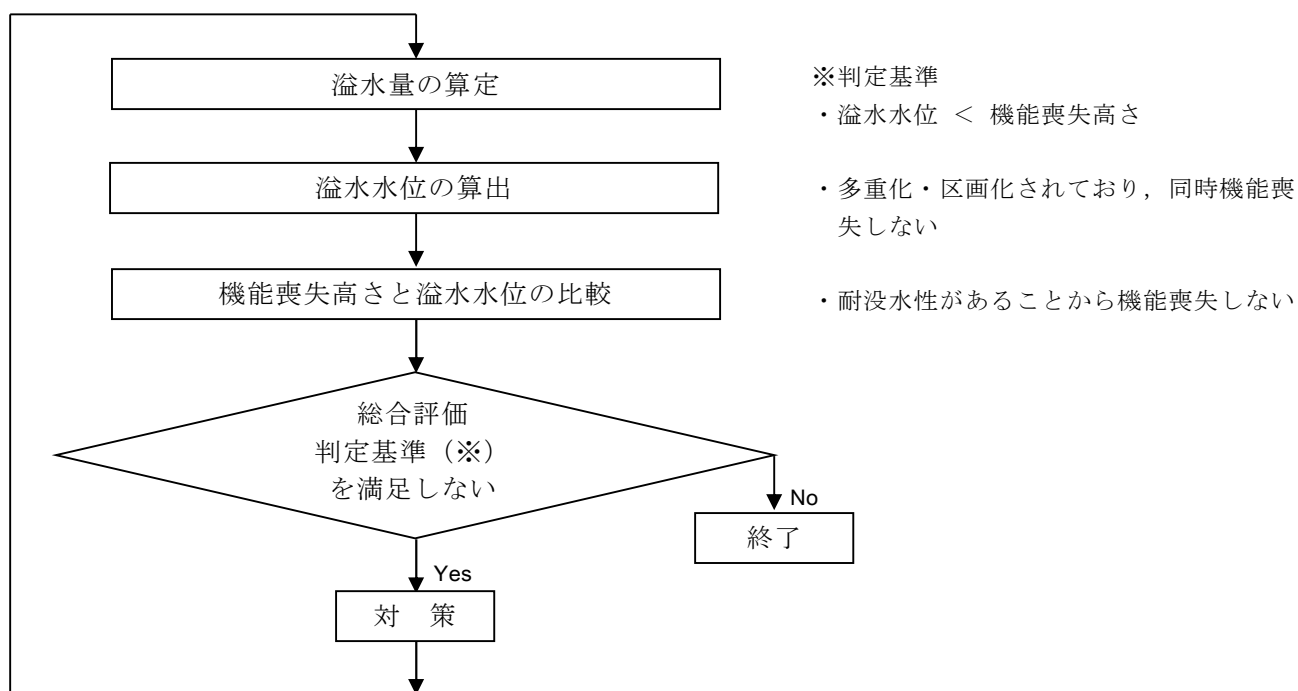 溢水量の算定
溢水水位の算出
機能喪失高さと溢水水位の比較
総合評価
判定基準（※）
を満足しない
No
終了
Yes
対　策
※判定基準
・溢水水位 ＜ 機能喪失高さ
・多重化・区画化されており，同時機能喪
失しない
・耐没水性があることから機能喪失しない